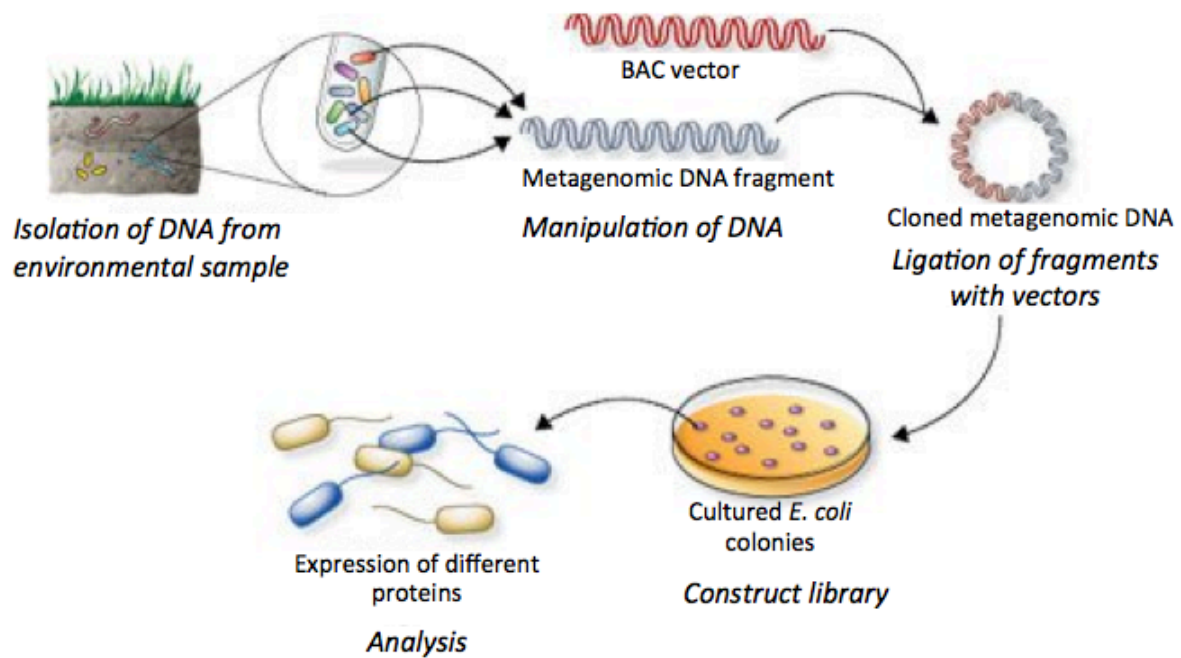 BAC vector
Metagenomic DNA fragment
Isolation of DNA from
environmental sample
Manipulation of DNA
Cloned metagenomic DNA
Ligation of fragments
with vectors
Cultured E. coli
colonies
Construct library
Expression of different
proteins
Analysis